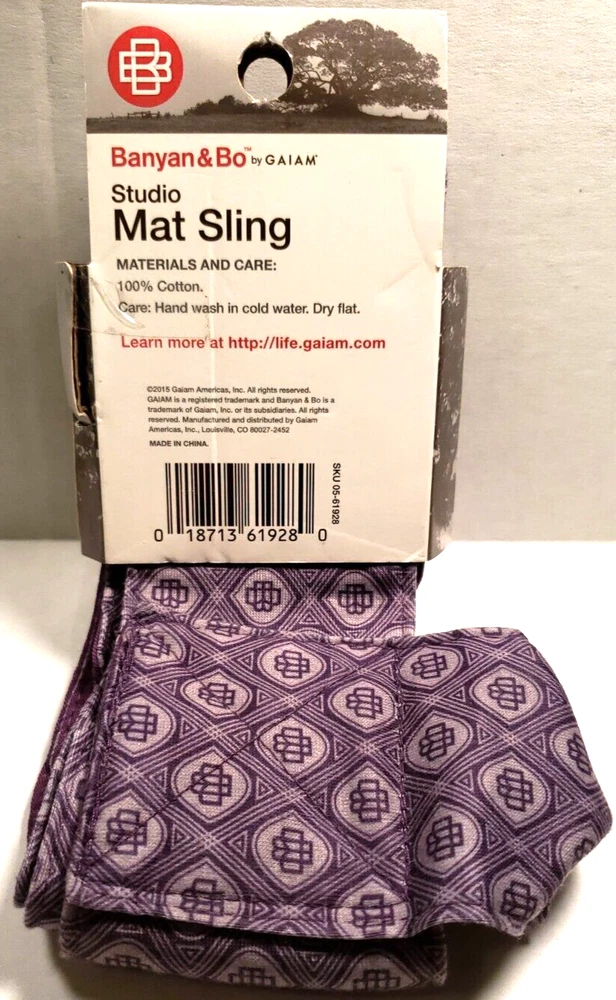 BB
Banyan&Bo™ by GAIAM®
Studio
Mat Sling
MATERIALS AND CARE:
100% Cotton.
Care: Hand wash in cold water. Dry flat.
Learn more at http://life.gaiam.com
©2015 Gaiam Americas, Inc. All rights reserved.
GAIAM is a registered trademark and Banyan & Bo is a
trademark of Gaiam, Inc. or its subsidiaries. All rights
reserved. Manufactured and distributed by Gaiam
Americas, Inc., Louisville, CO 80027-2452
MADE IN CHINA.
SKU 05-61928
0 18713 61928 0